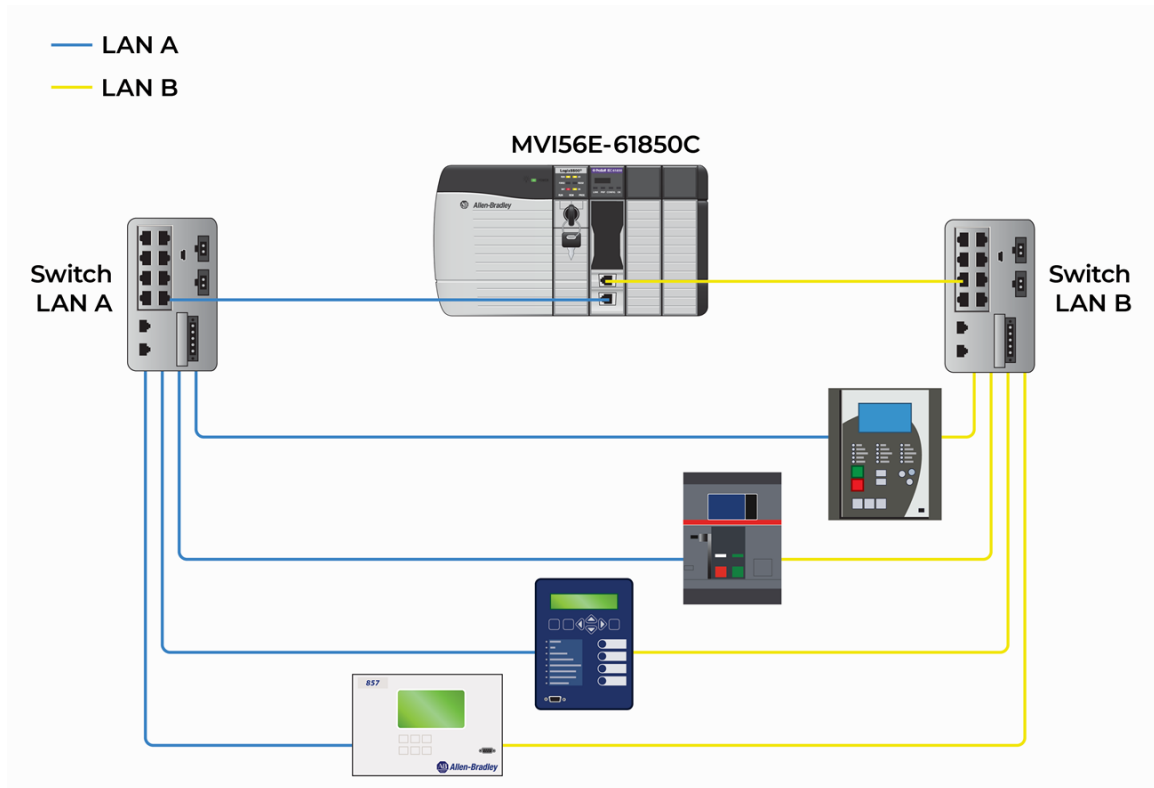 LAN A
LAN B
MVI56E-61850C
Allen-Bradley
Switch
LAN A
Switch
LAN B
857
Allen-Bradley